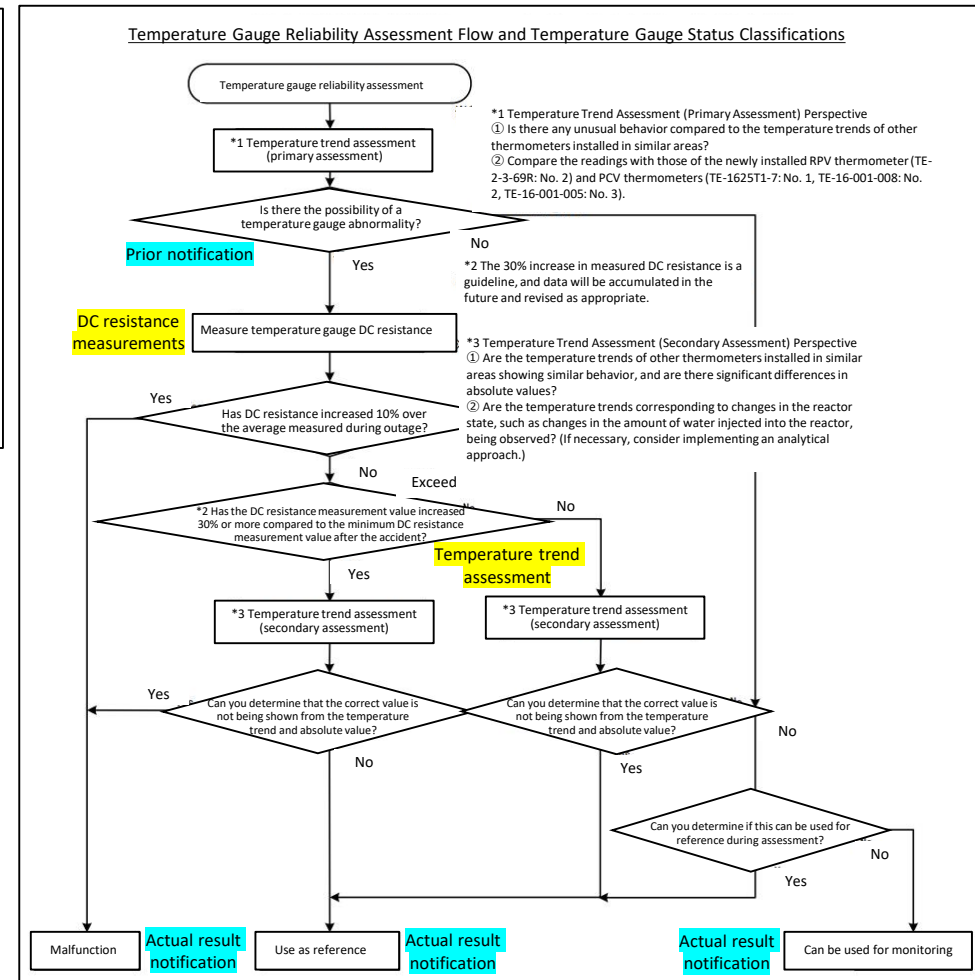 Temperature Gauge Reliability Assessment Flow and Temperature Gauge Status Classifications
Temperature gauge reliability assessment
*1 Temperature Trend Assessment (Primary Assessment) Perspective
① Is there any unusual behavior compared to the temperature trends of other
thermometers installed in similar areas?
② Compare the readings with those of the newly installed RPV thermometer (TE-
2-3-69R: No. 2) and PCV thermometers (TE-1625T1-7: No. 1, TE-16-001-008: No.
2, TE-16-001-005: No. 3).
*1 Temperature trend assessment
(primary assessment)
Is there the possibility of a
temperature gauge abnormality?
Prior notification
No
Yes
*2 The 30% increase in measured DC resistance is a
guideline, and data will be accumulated in the
future and revised as appropriate.
DC resistance
measurements
Measure temperature gauge DC resistance
*3 Temperature Trend Assessment (Secondary Assessment) Perspective
① Are the temperature trends of other thermometers installed in similar
areas showing similar behavior, and are there significant differences in
absolute values?
② Are the temperature trends corresponding to changes in the reactor
state, such as changes in the amount of water injected into the reactor,
being observed? (If necessary, consider implementing an analytical
approach.)
Yes
Has DC resistance increased 10% over
the average measured during outage?
No
Exceed
*2 Has the DC resistance measurement value increased
30% or more compared to the minimum DC resistance
measurement value after the accident?
No
Temperature trend
assessment
Yes
*3 Temperature trend assessment
(secondary assessment)
*3 Temperature trend assessment
(secondary assessment)
Yes
Can you determine that the correct value is
not being shown from the temperature
trend and absolute value?
Can you determine that the correct value is
not being shown from the temperature
trend and absolute value?
No
No
Yes
Can you determine if this can be used for
reference during assessment?
No
Yes
Malfunction
Actual result
notification
Use as reference
Actual result
notification
Actual result
notification
Can be used for monitoring